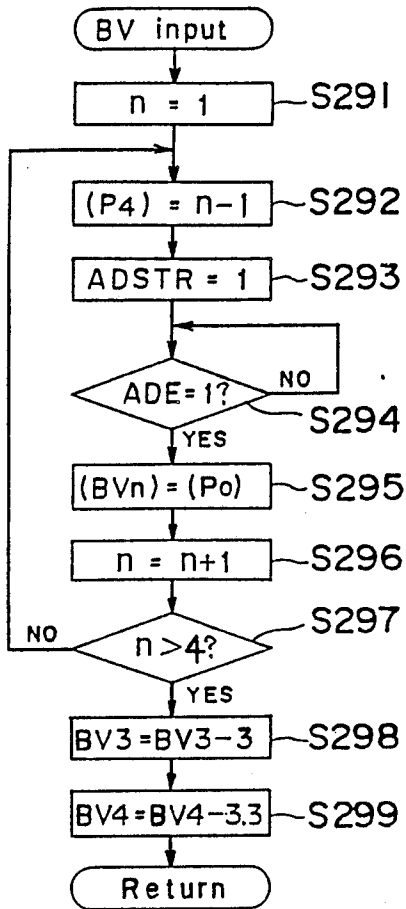 BV input
n = 1
S291
(P4) = n-1
S292
ADSTR = 1
S293
ADE=1?
NO
S294
YES
(BVn)=(Po)
S295
n = n+1
S296
n>4?
NO
S297
YES
BV3=BV3-3
S298
BV4=BV4-3.3
S299
Return